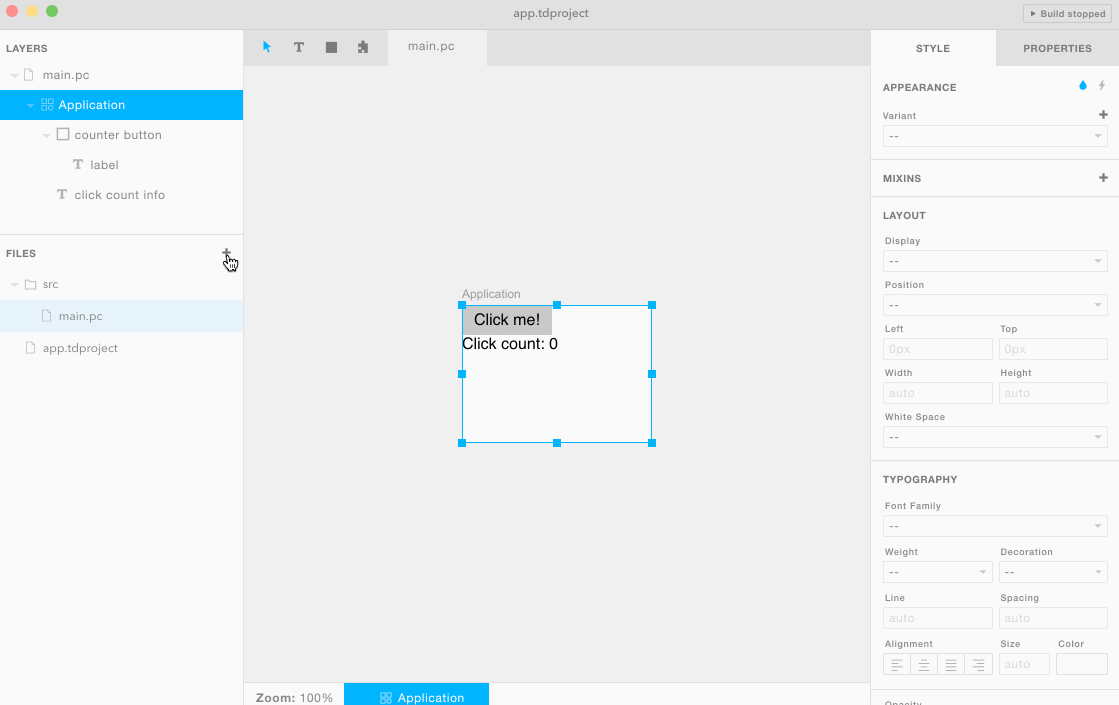 app.tdproject
Build stopped
LAYERS
main.pc
Application
counter button
label
click count info
FILES
src
main.pc
app.tdproject
T
main.pc
Application
Click me!
Click count: 0
Zoom: 100%
Application
STYLE PROPERTIES
APPEARANCE
Variant
--
MIXINS
LAYOUT
Display
--
Position
--
Left Top
0px 0px
Width Height
auto auto
White Space
--
TYPOGRAPHY
Font Family
--
Weight Decoration
-- --
Line Spacing
auto auto
Alignment Size Color
auto
Opacity